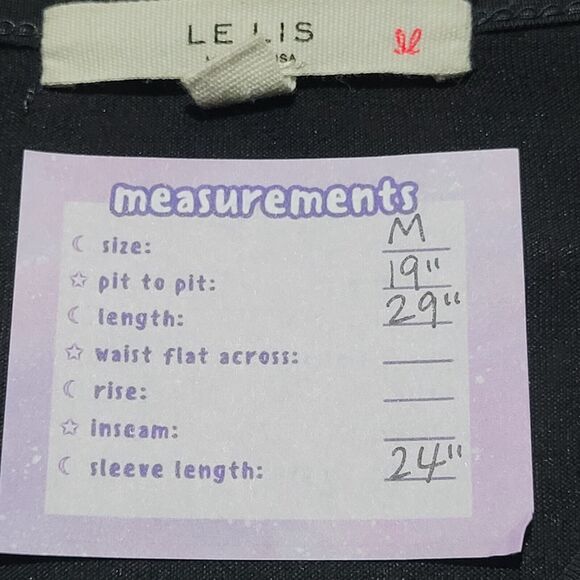 LE LIS
measurements
size: M
pit to pit: 19"
length: 29"
waist flat across:
rise:
inseam:
sleeve length: 24"